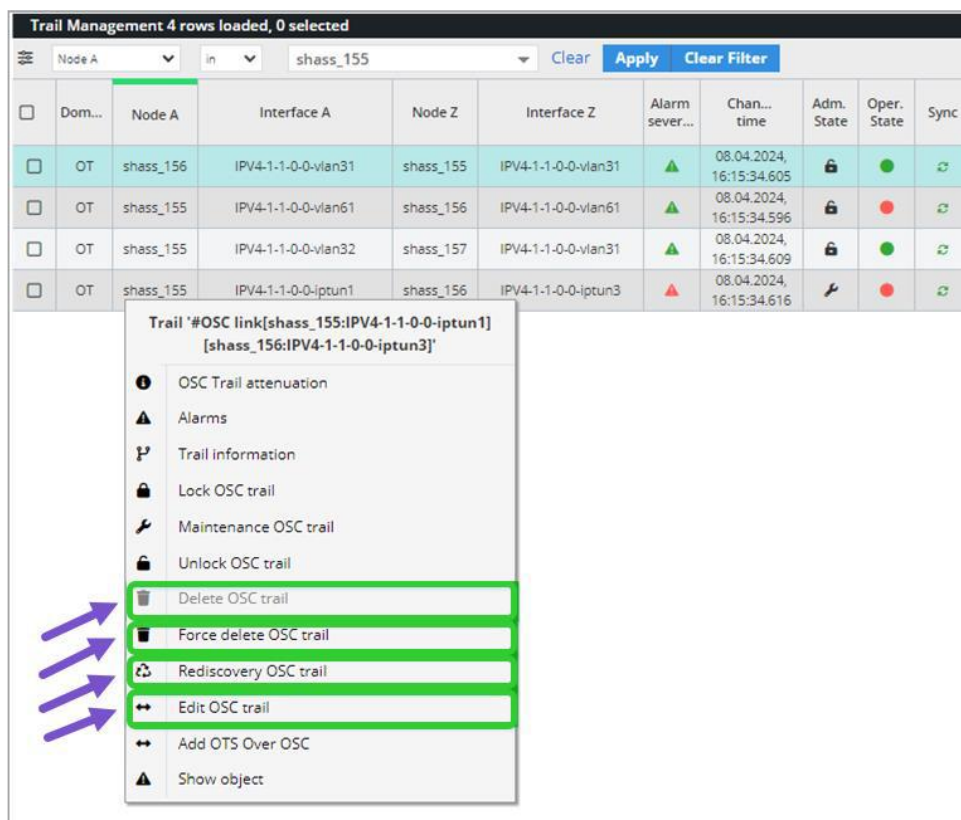 Trail Management 4 rows loaded, 0 selected
Node A in shass_155 Clear Apply Clear Filter
Dom... Node A Interface A Node Z Interface Z Alarm sever... Chan... time Adm. State Oper. State Sync
OT shass_156 IPV4-1-1-0-0-vlan31 shass_155 IPV4-1-1-0-0-vlan31 08.04.2024, 16:15:34.605
OT shass_155 IPV4-1-1-0-0-vlan61 shass_156 IPV4-1-1-0-0-vlan61 08.04.2024, 16:15:34.596
OT shass_155 IPV4-1-1-0-0-vlan32 shass_157 IPV4-1-1-0-0-vlan31 08.04.2024, 16:15:34.609
OT shass_155 IPV4-1-1-0-0-iptun1 shass_156 IPV4-1-1-0-0-iptun3 08.04.2024, 16:15:34.616
Trail '#OSC link[shass_155:IPV4-1-1-0-0-iptun1]
[shass_156:IPV4-1-1-0-0-iptun3]'
OSC Trail attenuation
Alarms
Trail information
Lock OSC trail
Maintenance OSC trail
Unlock OSC trail
Delete OSC trail
Force delete OSC trail
Rediscovery OSC trail
Edit OSC trail
Add OTS Over OSC
Show object